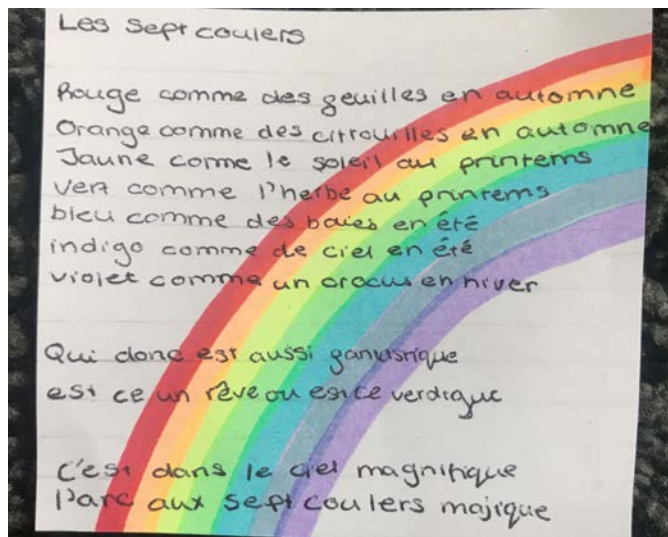 Les sept coulers
Rouge comme des feuilles en automne
Orange comme des citrouilles en automne
Jaune comme le soleil au printems
vert comme l'herbe au printems
bleu comme des baies en été
indigo comme de ciel en été
violet comme un crocus en hiver
Qui donc est aussi fantastique
est ce un rêve ou est ce verdique
c'est dans le ciel magnifique
l'arc aux sept coulers majique